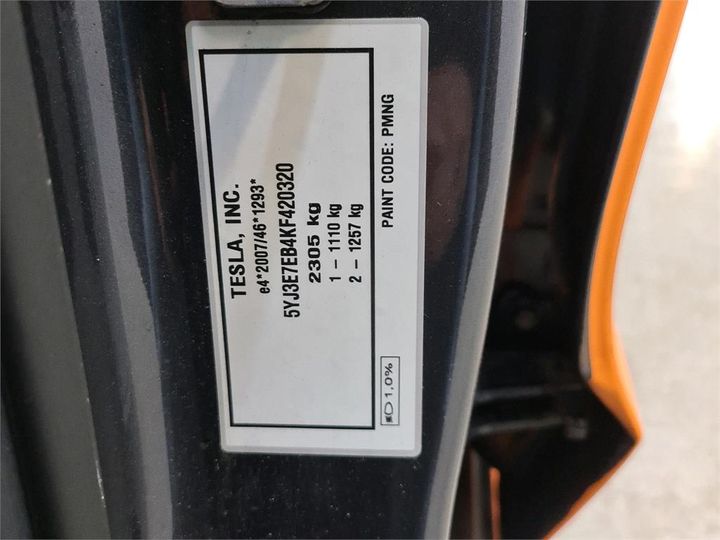 TESLA, INC.
e4*2007/46*1293*
5YJ3E7EB4KF420320
2305 kg
1 - 1110 kg
2 - 1257 kg
1,0%
PAINT CODE: PMNG